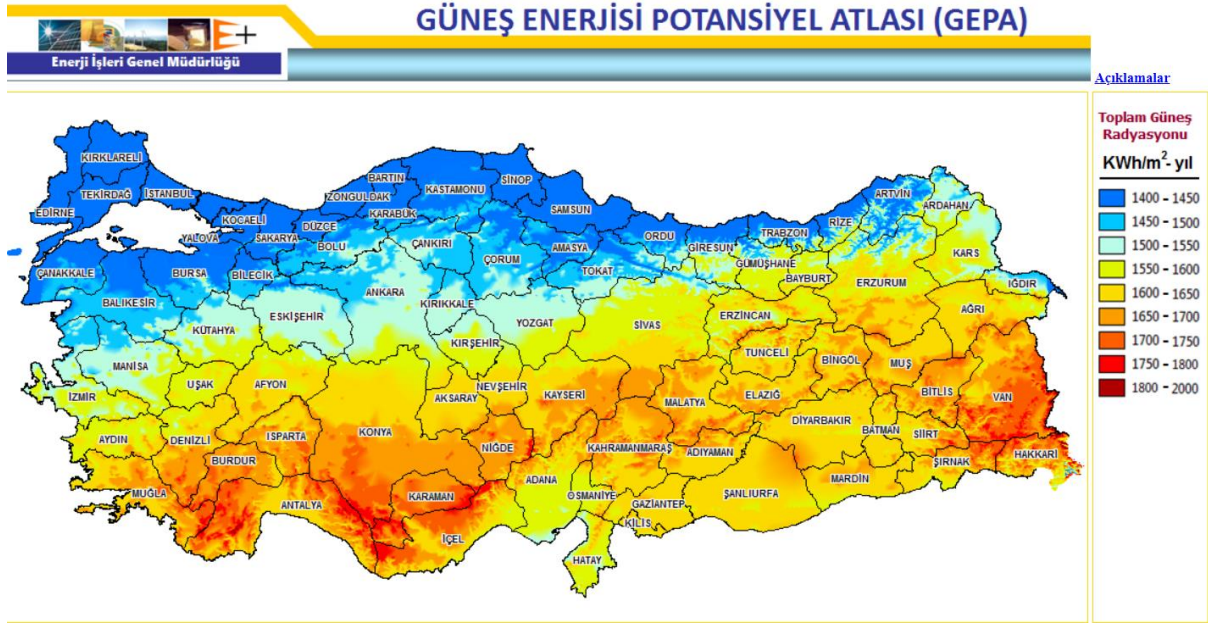 GÜNEŞ ENERJİSİ POTANSİYEL ATLASI (GEPA)
E+
Enerji İşleri Genel Müdürlüğü
Açıklamalar
Toplam Güneş
Radyasyonu
KWh/m²- yıl
1400 - 1450
1450 - 1500
1500 - 1550
1550 - 1600
1600 - 1650
1650 - 1700
1700 - 1750
1750 - 1800
1800 - 2000
KIRKLARELİ
TEKİRDAĞ
İSTANBUL
EDİRNE
KOCAELİ
YALOVA
SAKARYA
DÜZCE
BOLU
ZONGULDAK
BARTIN
KARABÜK
KASTAMONU
SİNOP
SAMSUN
ÇANKIRI
ÇORUM
AMASYA
TOKAT
ORDU
GİRESUN
TRABZON
RİZE
ARTVİN
ARDAHAN
KARS
GÜMÜŞHANE
BAYBURT
ERZURUM
IĞDIR
AĞRI
ÇANAKKALE
BURSA
BİLECİK
BALIKESİR
KÜTAHYA
ESKİŞEHİR
ANKARA
KIRIKKALE
YOZGAT
SİVAS
ERZİNCAN
KIRŞEHİR
TUNCELİ
BİNGÖL
MUŞ
MANİSA
UŞAK
AFYON
İZMİR
AKSARAY
NEVŞEHİR
KAYSERİ
MALATYA
ELAZIĞ
BİTLİS
VAN
DİYARBAKIR
BATMAN
SİİRT
AYDIN
DENİZLİ
ISPARTA
KONYA
NİĞDE
KAHRAMANMARAŞ
ADIYAMAN
ŞIRNAK
HAKKARİ
BURDUR
MUĞLA
ANTALYA
KARAMAN
ADANA
OSMANİYE
GAZİANTEP
ŞANLIURFA
MARDİN
KİLİS
İÇEL
HATAY